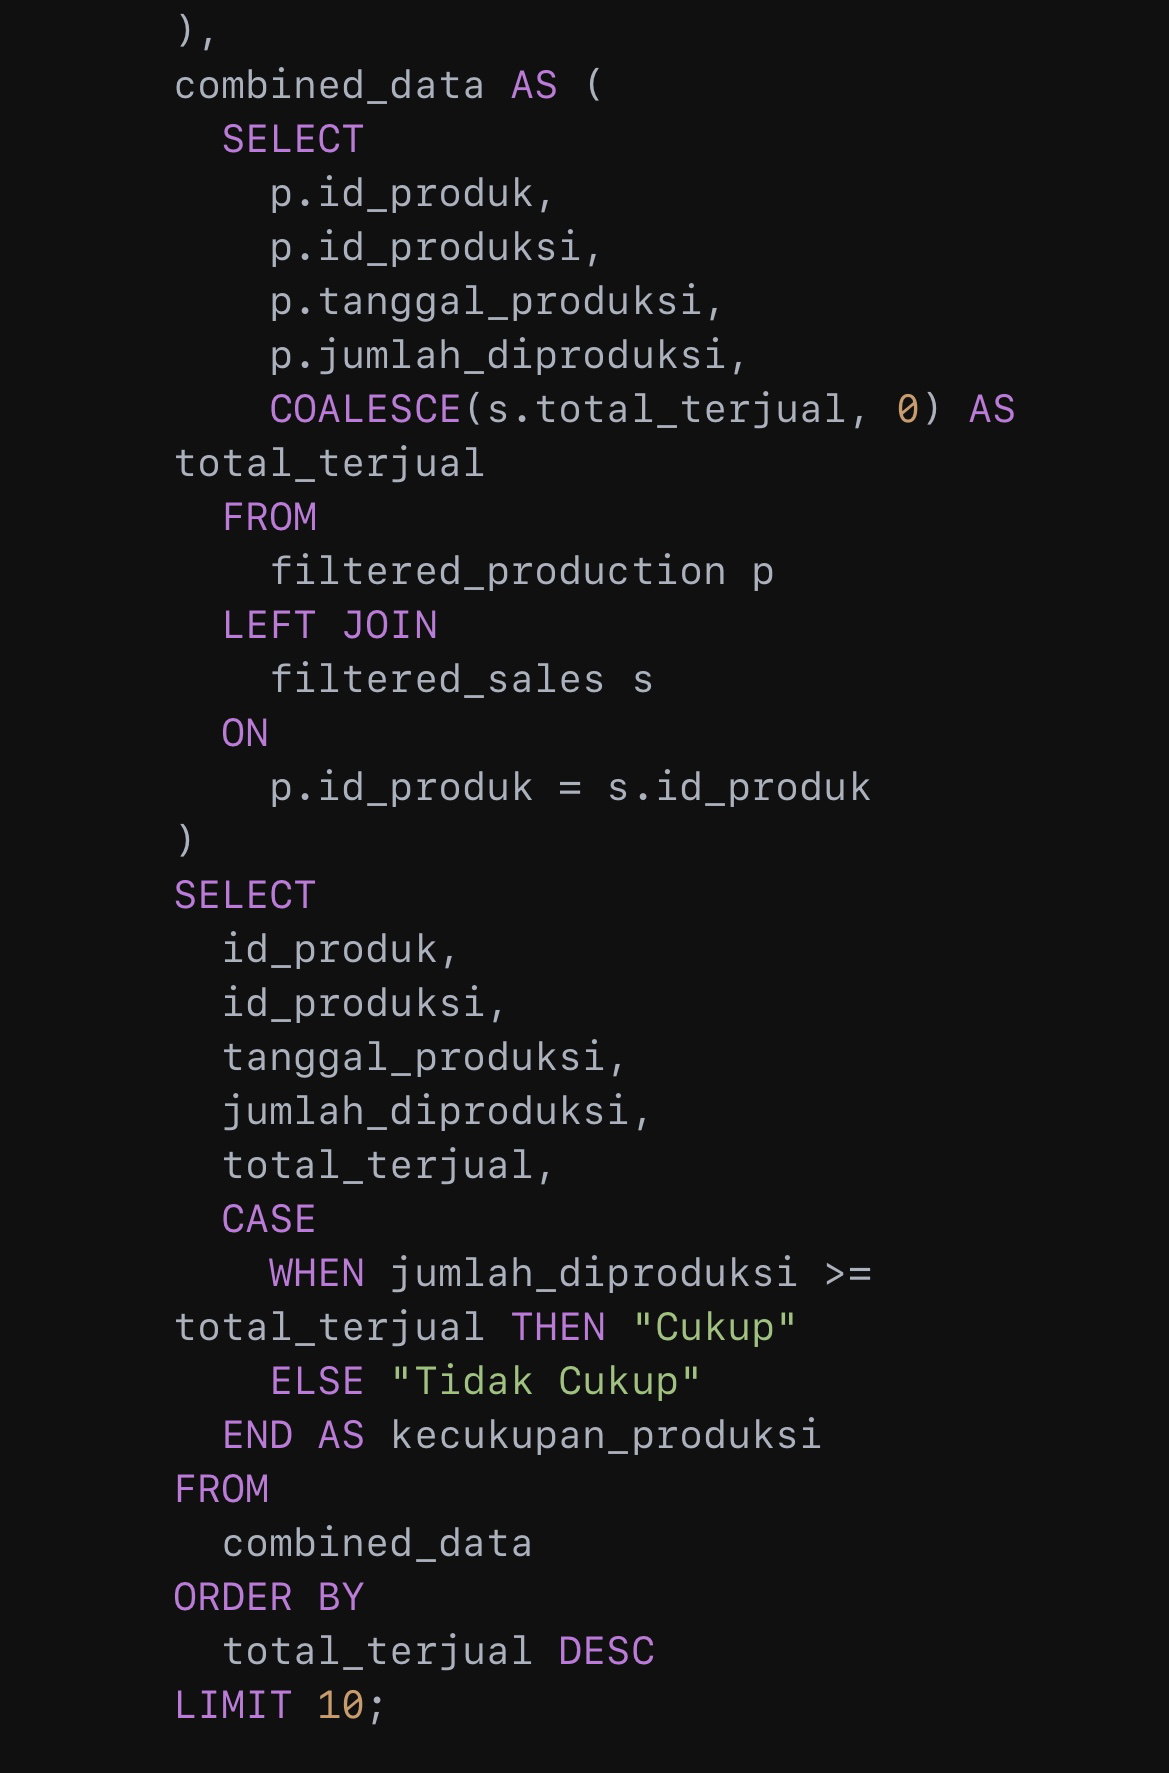 ),
combined_data AS (
  SELECT
    p.id_produk,
    p.id_produksi,
    p.tanggal_produksi,
    p.jumlah_diproduksi,
    COALESCE(s.total_terjual, 0) AS
total_terjual
  FROM
    filtered_production p
  LEFT JOIN
    filtered_sales s
  ON
    p.id_produk = s.id_produk
)
SELECT
  id_produk,
  id_produksi,
  tanggal_produksi,
  jumlah_diproduksi,
  total_terjual,
  CASE
    WHEN jumlah_diproduksi >=
total_terjual THEN "Cukup"
    ELSE "Tidak Cukup"
  END AS kecukupan_produksi
FROM
  combined_data
ORDER BY
  total_terjual DESC
LIMIT 10;